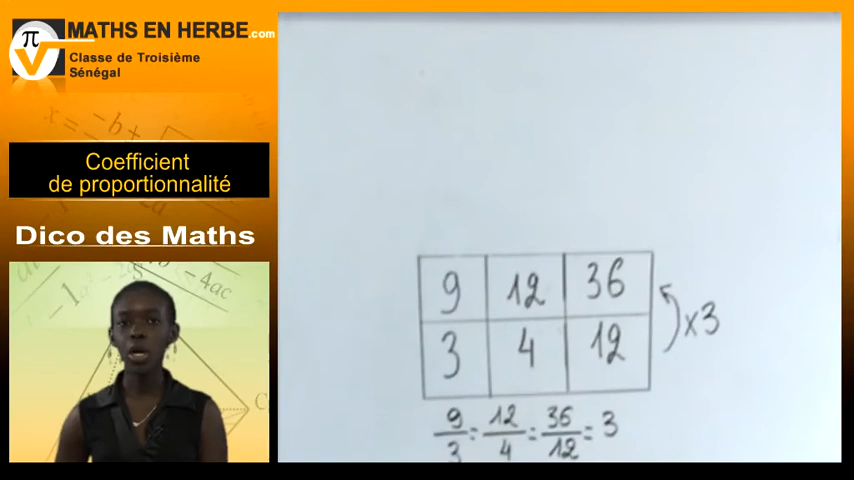 π
MATHS EN HERBE.com
Classe de Troisième
Sénégal
Coefficient
de proportionnalité
Dico des Maths
9 12 36
3 4 12
×3
9/3 = 12/4 = 36/12 = 3